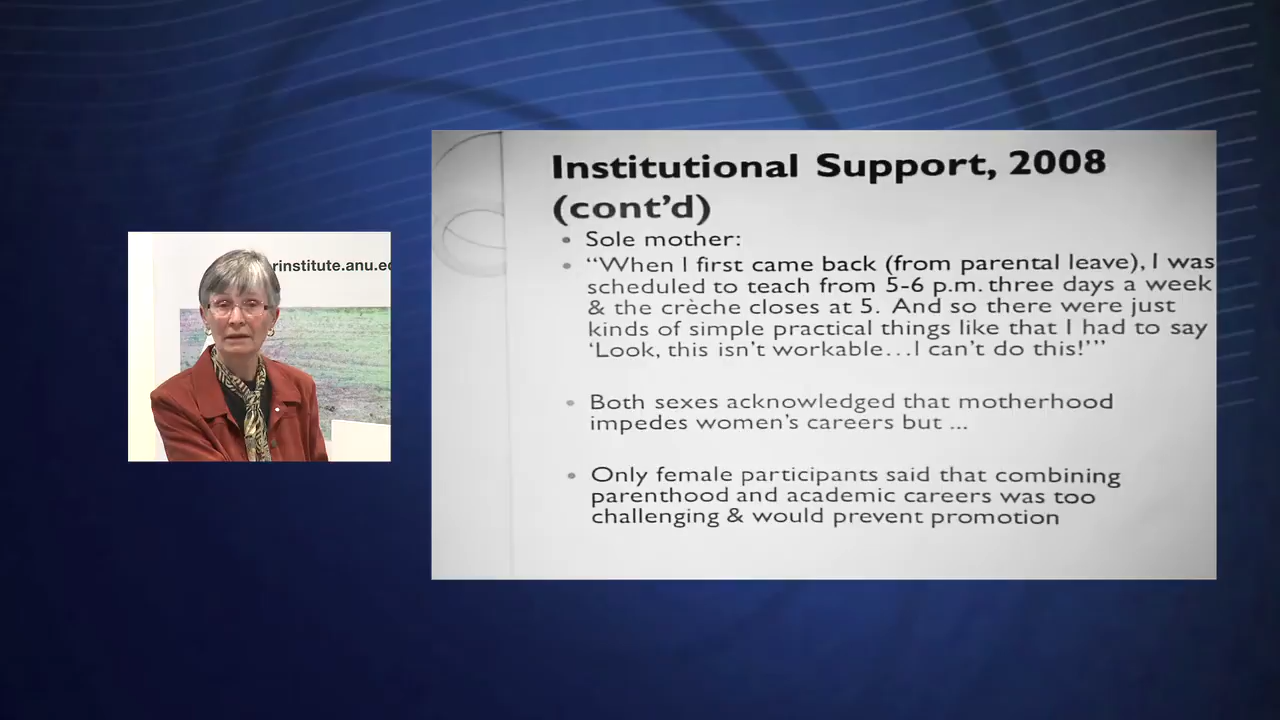 rinstitute.anu.ed
Institutional Support, 2008
(cont'd)
• Sole mother:
• “When I first came back (from parental leave), I was
scheduled to teach from 5-6 p.m. three days a week
& the crèche closes at 5. And so there were just
kinds of simple practical things like that I had to say
‘Look, this isn’t workable…I can’t do this!’”
• Both sexes acknowledged that motherhood
impedes women’s careers but ...
• Only female participants said that combining
parenthood and academic careers was too
challenging & would prevent promotion